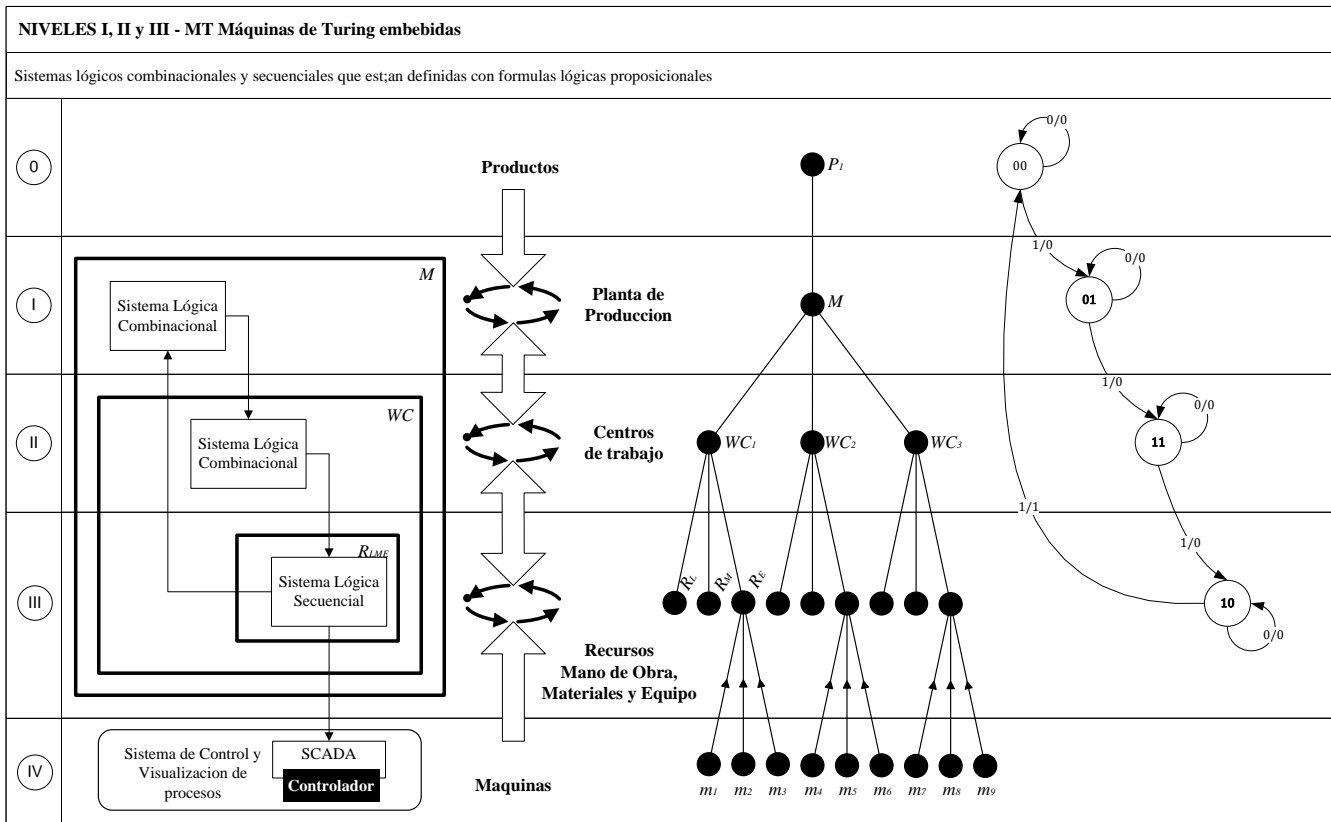 NIVELES I, II y III - MT Máquinas de Turing embebidas
Sistemas lógicos combinacionales y secuenciales que est;an definidas con formulas lógicas proposicionales
0
Productos
P1
00
0/0
1/0
I
M
Sistema Lógica
Combinacional
Planta de
Produccion
M
01
0/0
1/0
II
WC
Sistema Lógica
Combinacional
Centros
de trabajo
WC1
WC2
WC3
11
0/0
1/1
1/0
III
RLME
Sistema Lógica
Secuencial
Recursos
Mano de Obra,
Materiales y Equipo
RL
RM
RE
10
0/0
IV
Sistema de Control y
Visualizacion de
procesos
SCADA
Controlador
Maquinas
m1
m2
m3
m4
m5
m6
m7
m8
m9